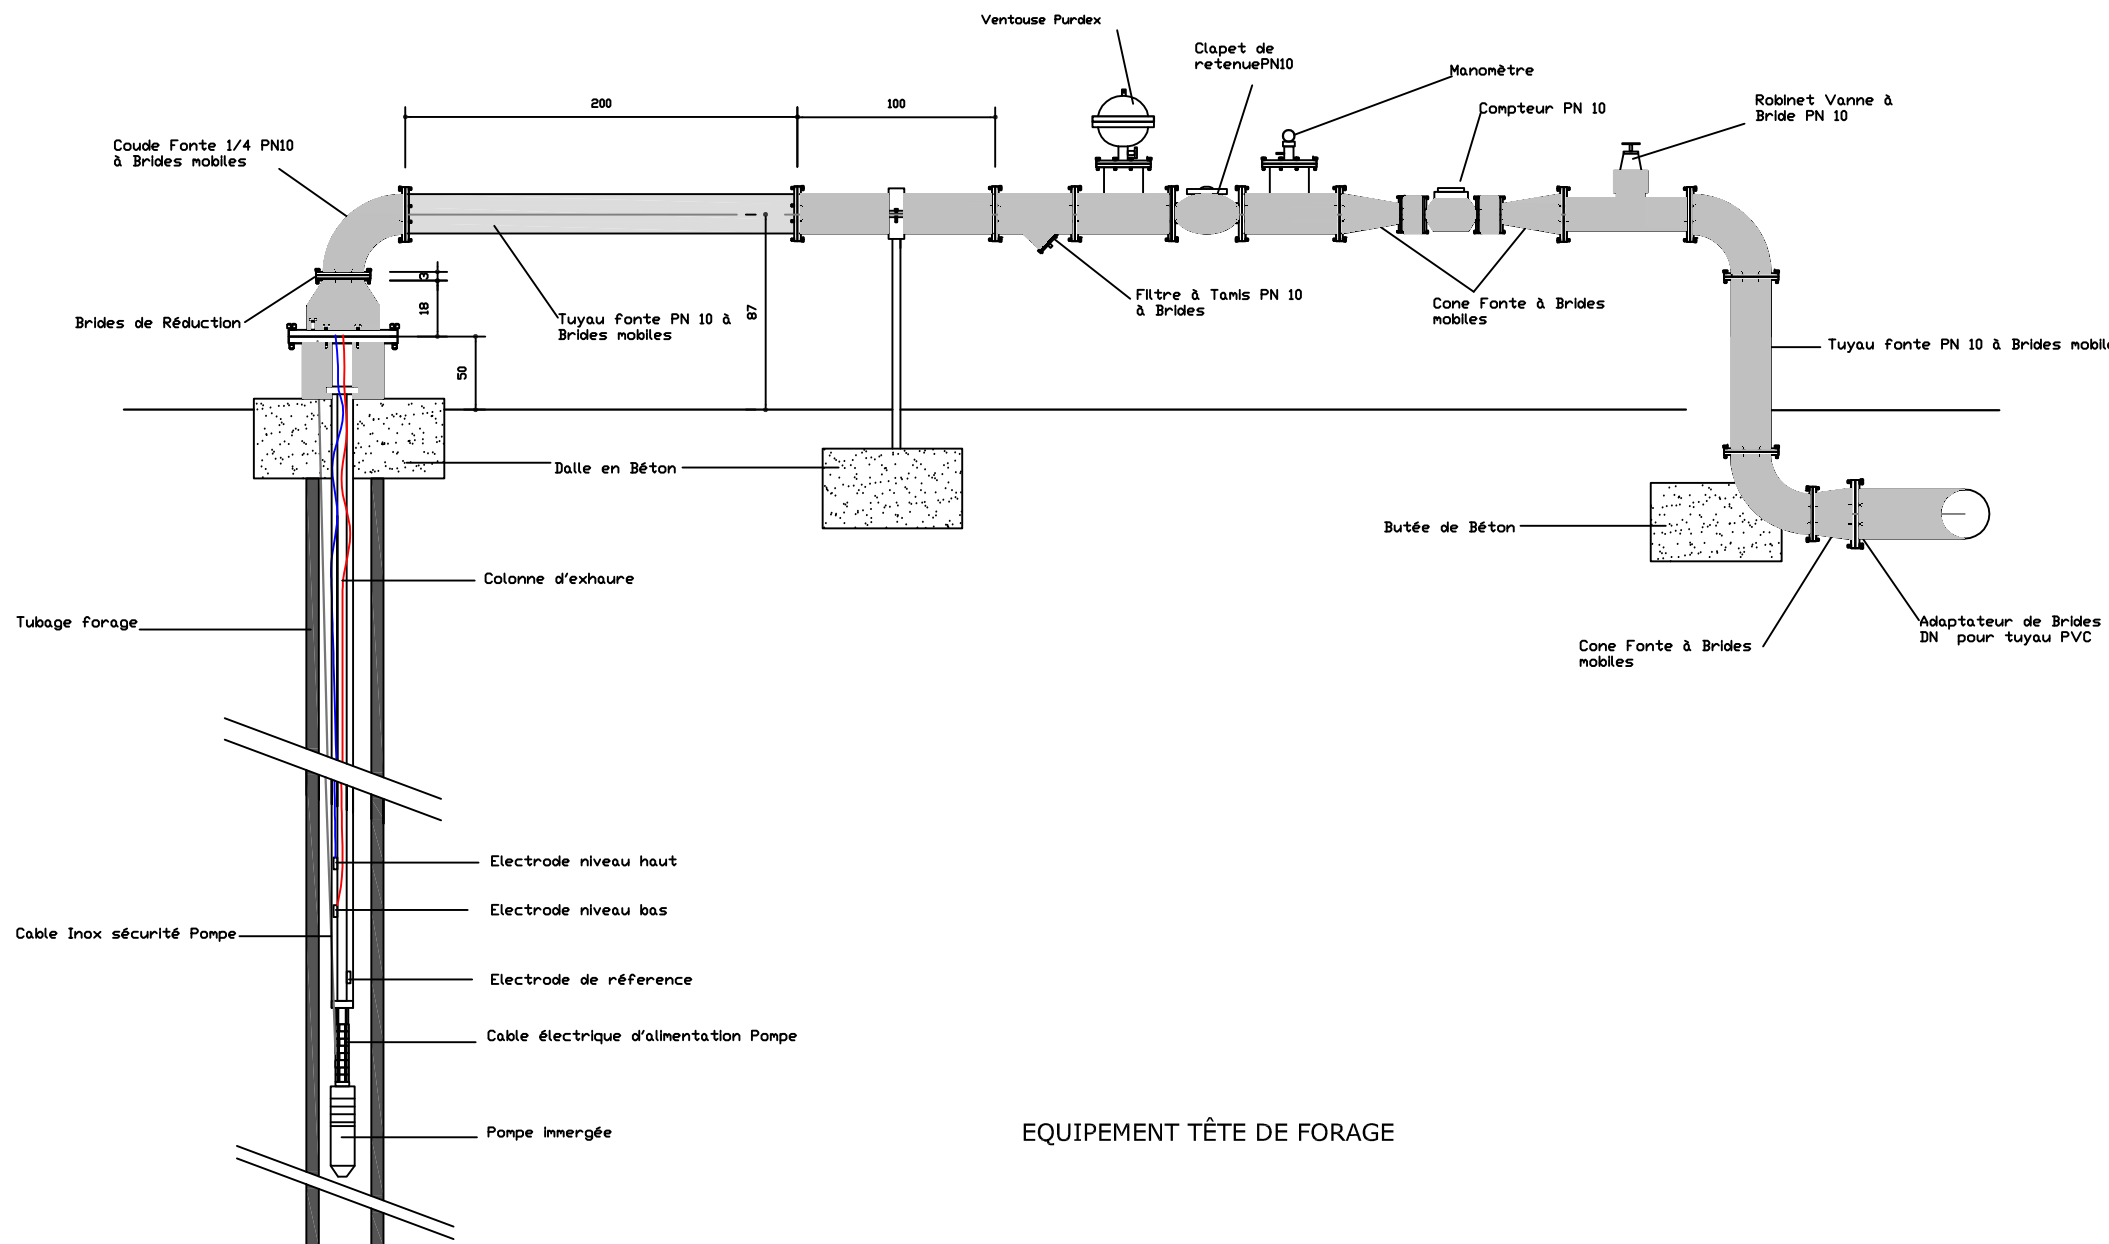 Ventouse Purdex
Clapet de
retenuePN10
Manomètre
Compteur PN 10
Robinet Vanne à
Bride PN 10
200
100
Coude Fonte 1/4 PN10
à Brides mobiles
3
18
87
50
Brides de Réduction
Tuyau fonte PN 10 à
Brides mobiles
Filtre à Tamis PN 10
à Brides
Cone Fonte à Brides
mobiles
Tuyau fonte PN 10 à Brides mobile
Dalle en Béton
Butée de Béton
Colonne d'exhaure
Tubage forage
Adaptateur de Brides
DN pour tuyau PVC
Cone Fonte à Brides
mobiles
Electrode niveau haut
Electrode niveau bas
Cable Inox sécurité Pompe
Electrode de réference
Cable électrique d'alimentation Pompe
Pompe immergée
EQUIPEMENT TÊTE DE FORAGE